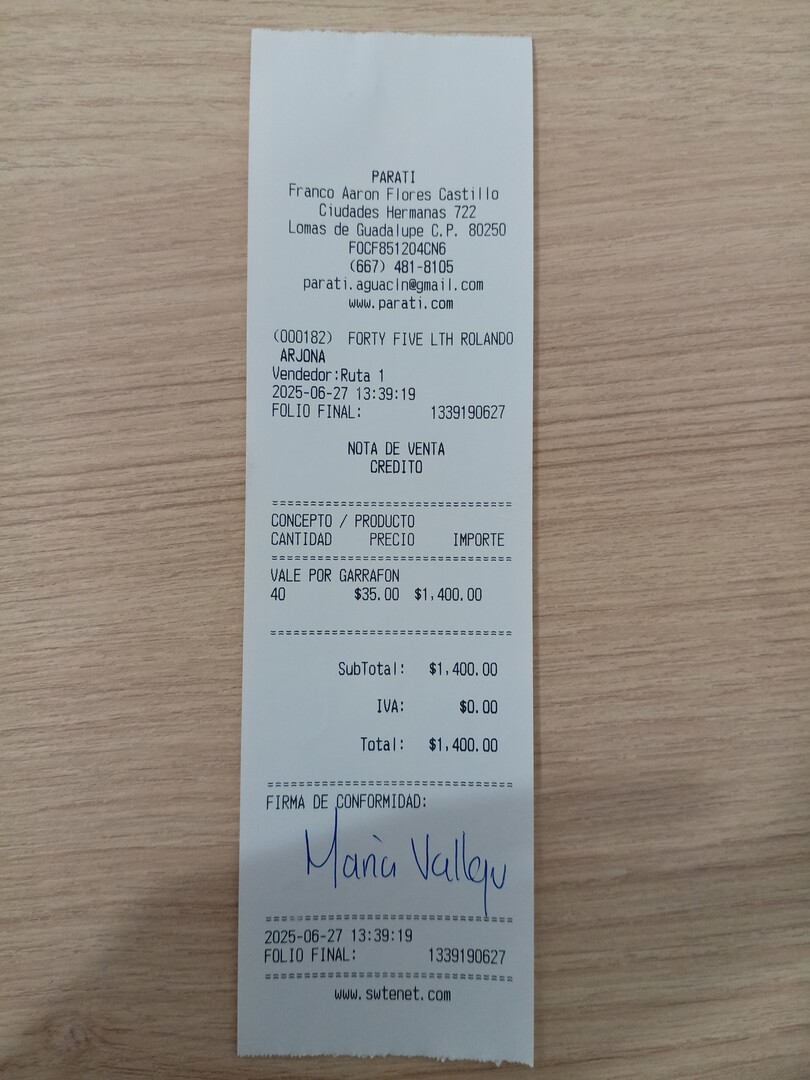 PARATI
Franco Aaron Flores Castillo
Ciudades Hermanas 722
Lomas de Guadalupe C.P. 80250
FOCF851204CN6
(667) 481-8105
parati.aguacln@gmail.com
www.parati.com
(000182) FORTY FIVE LTH ROLANDO
ARJONA
Vendedor:Ruta 1
2025-06-27 13:39:19
FOLIO FINAL: 1339190627
NOTA DE VENTA
CREDITO
================================
CONCEPTO / PRODUCTO
CANTIDAD PRECIO IMPORTE
================================
VALE POR GARRAFON
40 $35.00 $1,400.00
================================
SubTotal: $1,400.00
IVA: $0.00
Total: $1,400.00
================================
FIRMA DE CONFORMIDAD:
Maria Vallejo
================================
2025-06-27 13:39:19
FOLIO FINAL: 1339190627
================================
www.swtenet.com